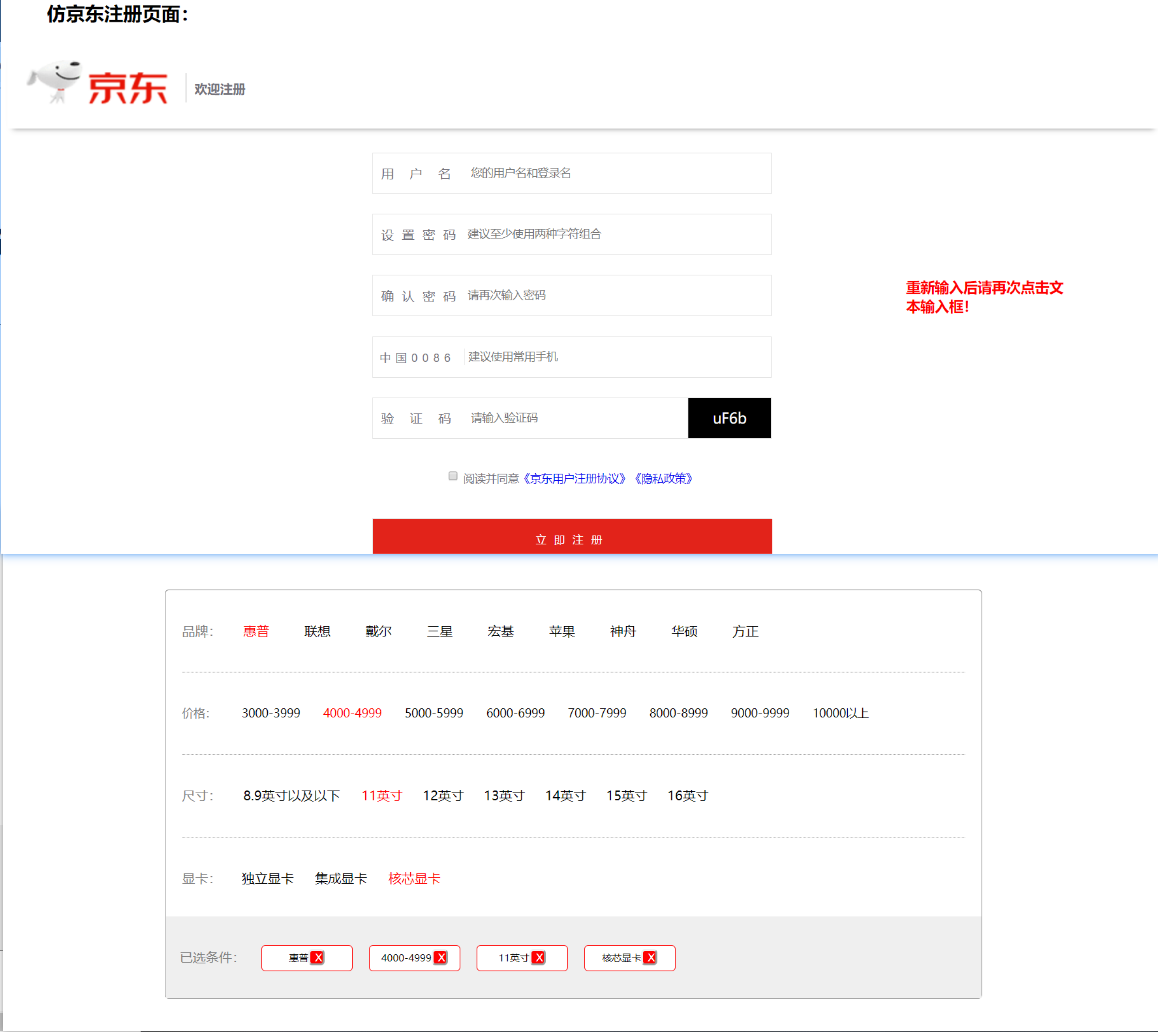 仿京东注册页面：
京东 欢迎注册
用 户 名 您的用户名和登录名
设 置 密 码 建议至少使用两种字符组合
确 认 密 码 请再次输入密码
重新输入后请再次点击文
本输入框！
中 国 0 0 8 6 建议使用常用手机
验 证 码 请输入验证码 uF6b
阅读并同意《京东用户注册协议》《隐私政策》
立 即 注 册
品牌： 惠普 联想 戴尔 三星 宏基 苹果 神舟 华硕 方正
价格: 3000-3999 4000-4999 5000-5999 6000-6999 7000-7999 8000-8999 9000-9999 10000以上
尺寸： 8.9英寸以及以下 11英寸 12英寸 13英寸 14英寸 15英寸 16英寸
显卡： 独立显卡 集成显卡 核芯显卡
已选条件： 惠普 X 4000-4999 X 11英寸 X 核芯显卡 X